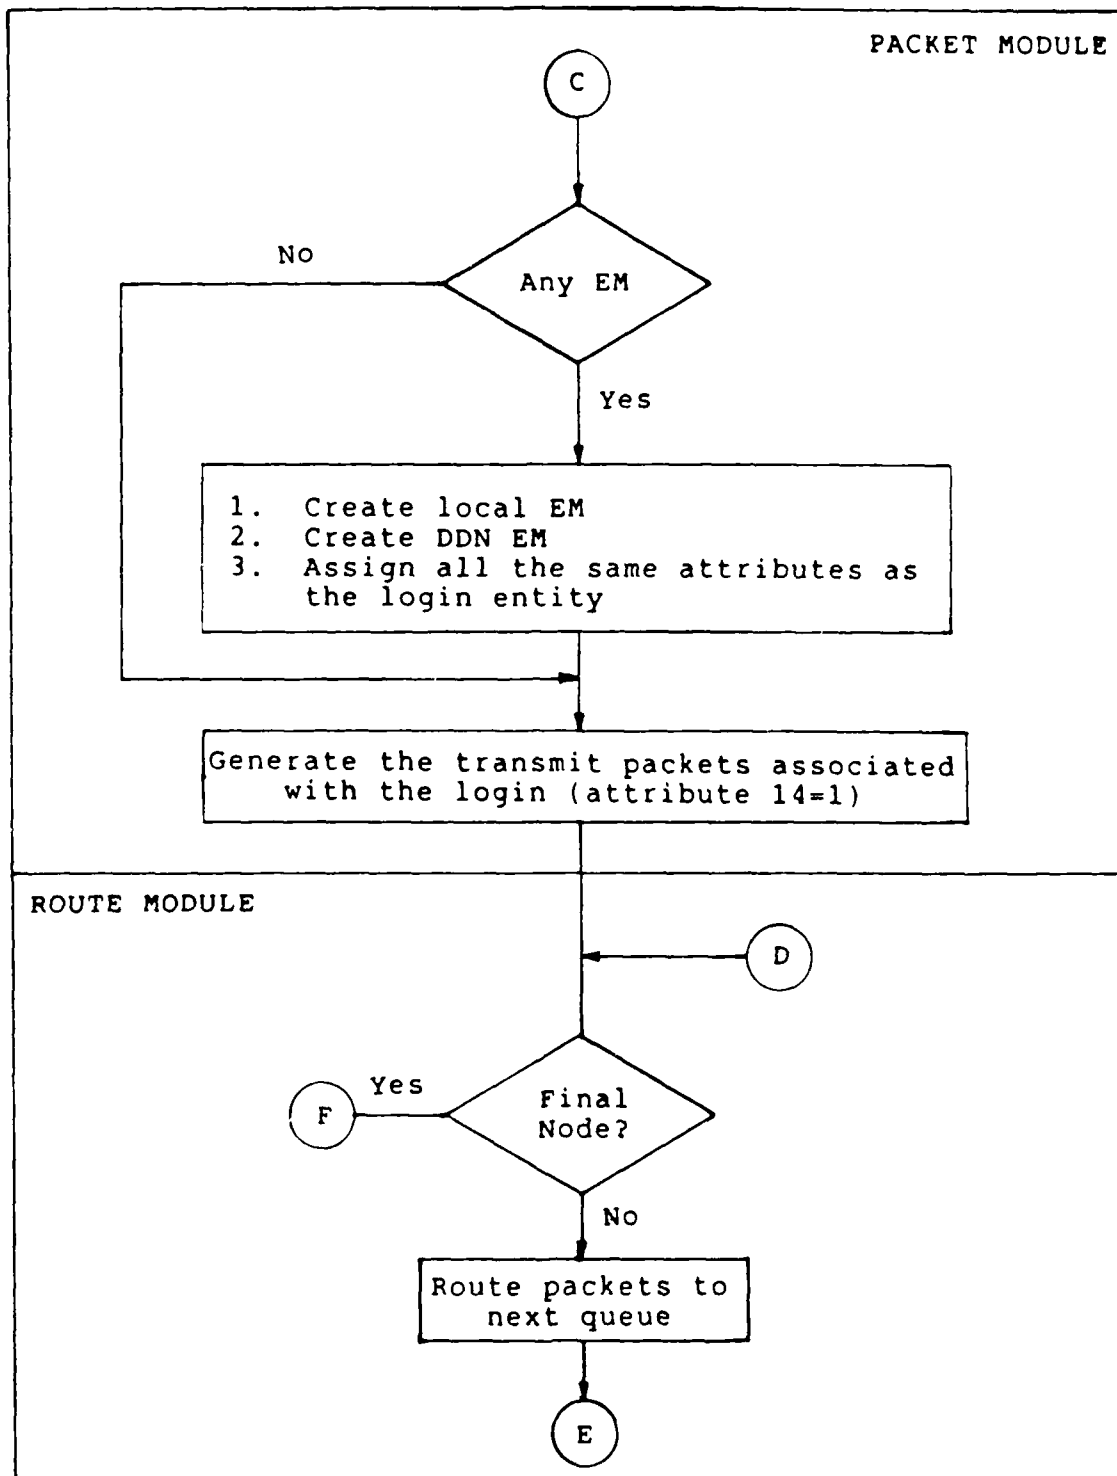 PACKET MODULE
C
No
Any EM
Yes
1. Create local EM
2. Create DDN EM
3. Assign all the same attributes as
the login entity
Generate the transmit packets associated
with the login (attribute 14=1)
ROUTE MODULE
D
Yes
F
Final
Node?
No
Route packets to
next queue
E